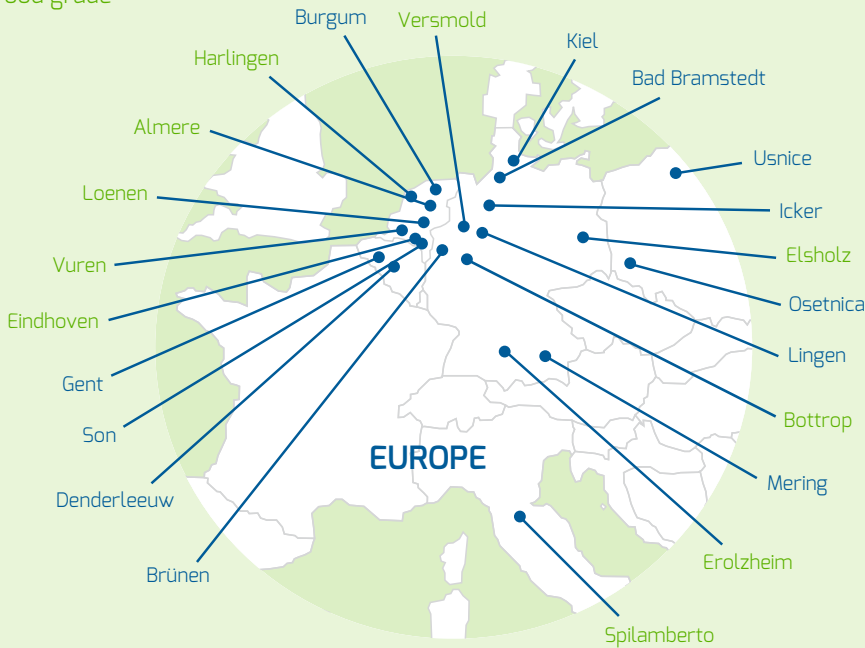 grade
Burgum
Versmold
Kiel
Harlingen
Bad Bramstedt
Almere
Usnice
Loenen
Icker
Vuren
Elsholz
Osetnica
Eindhoven
Lingen
Gent
Bottrop
Son
EUROPE
Mering
Denderleeuw
Erolzheim
Brünen
Spilamberto